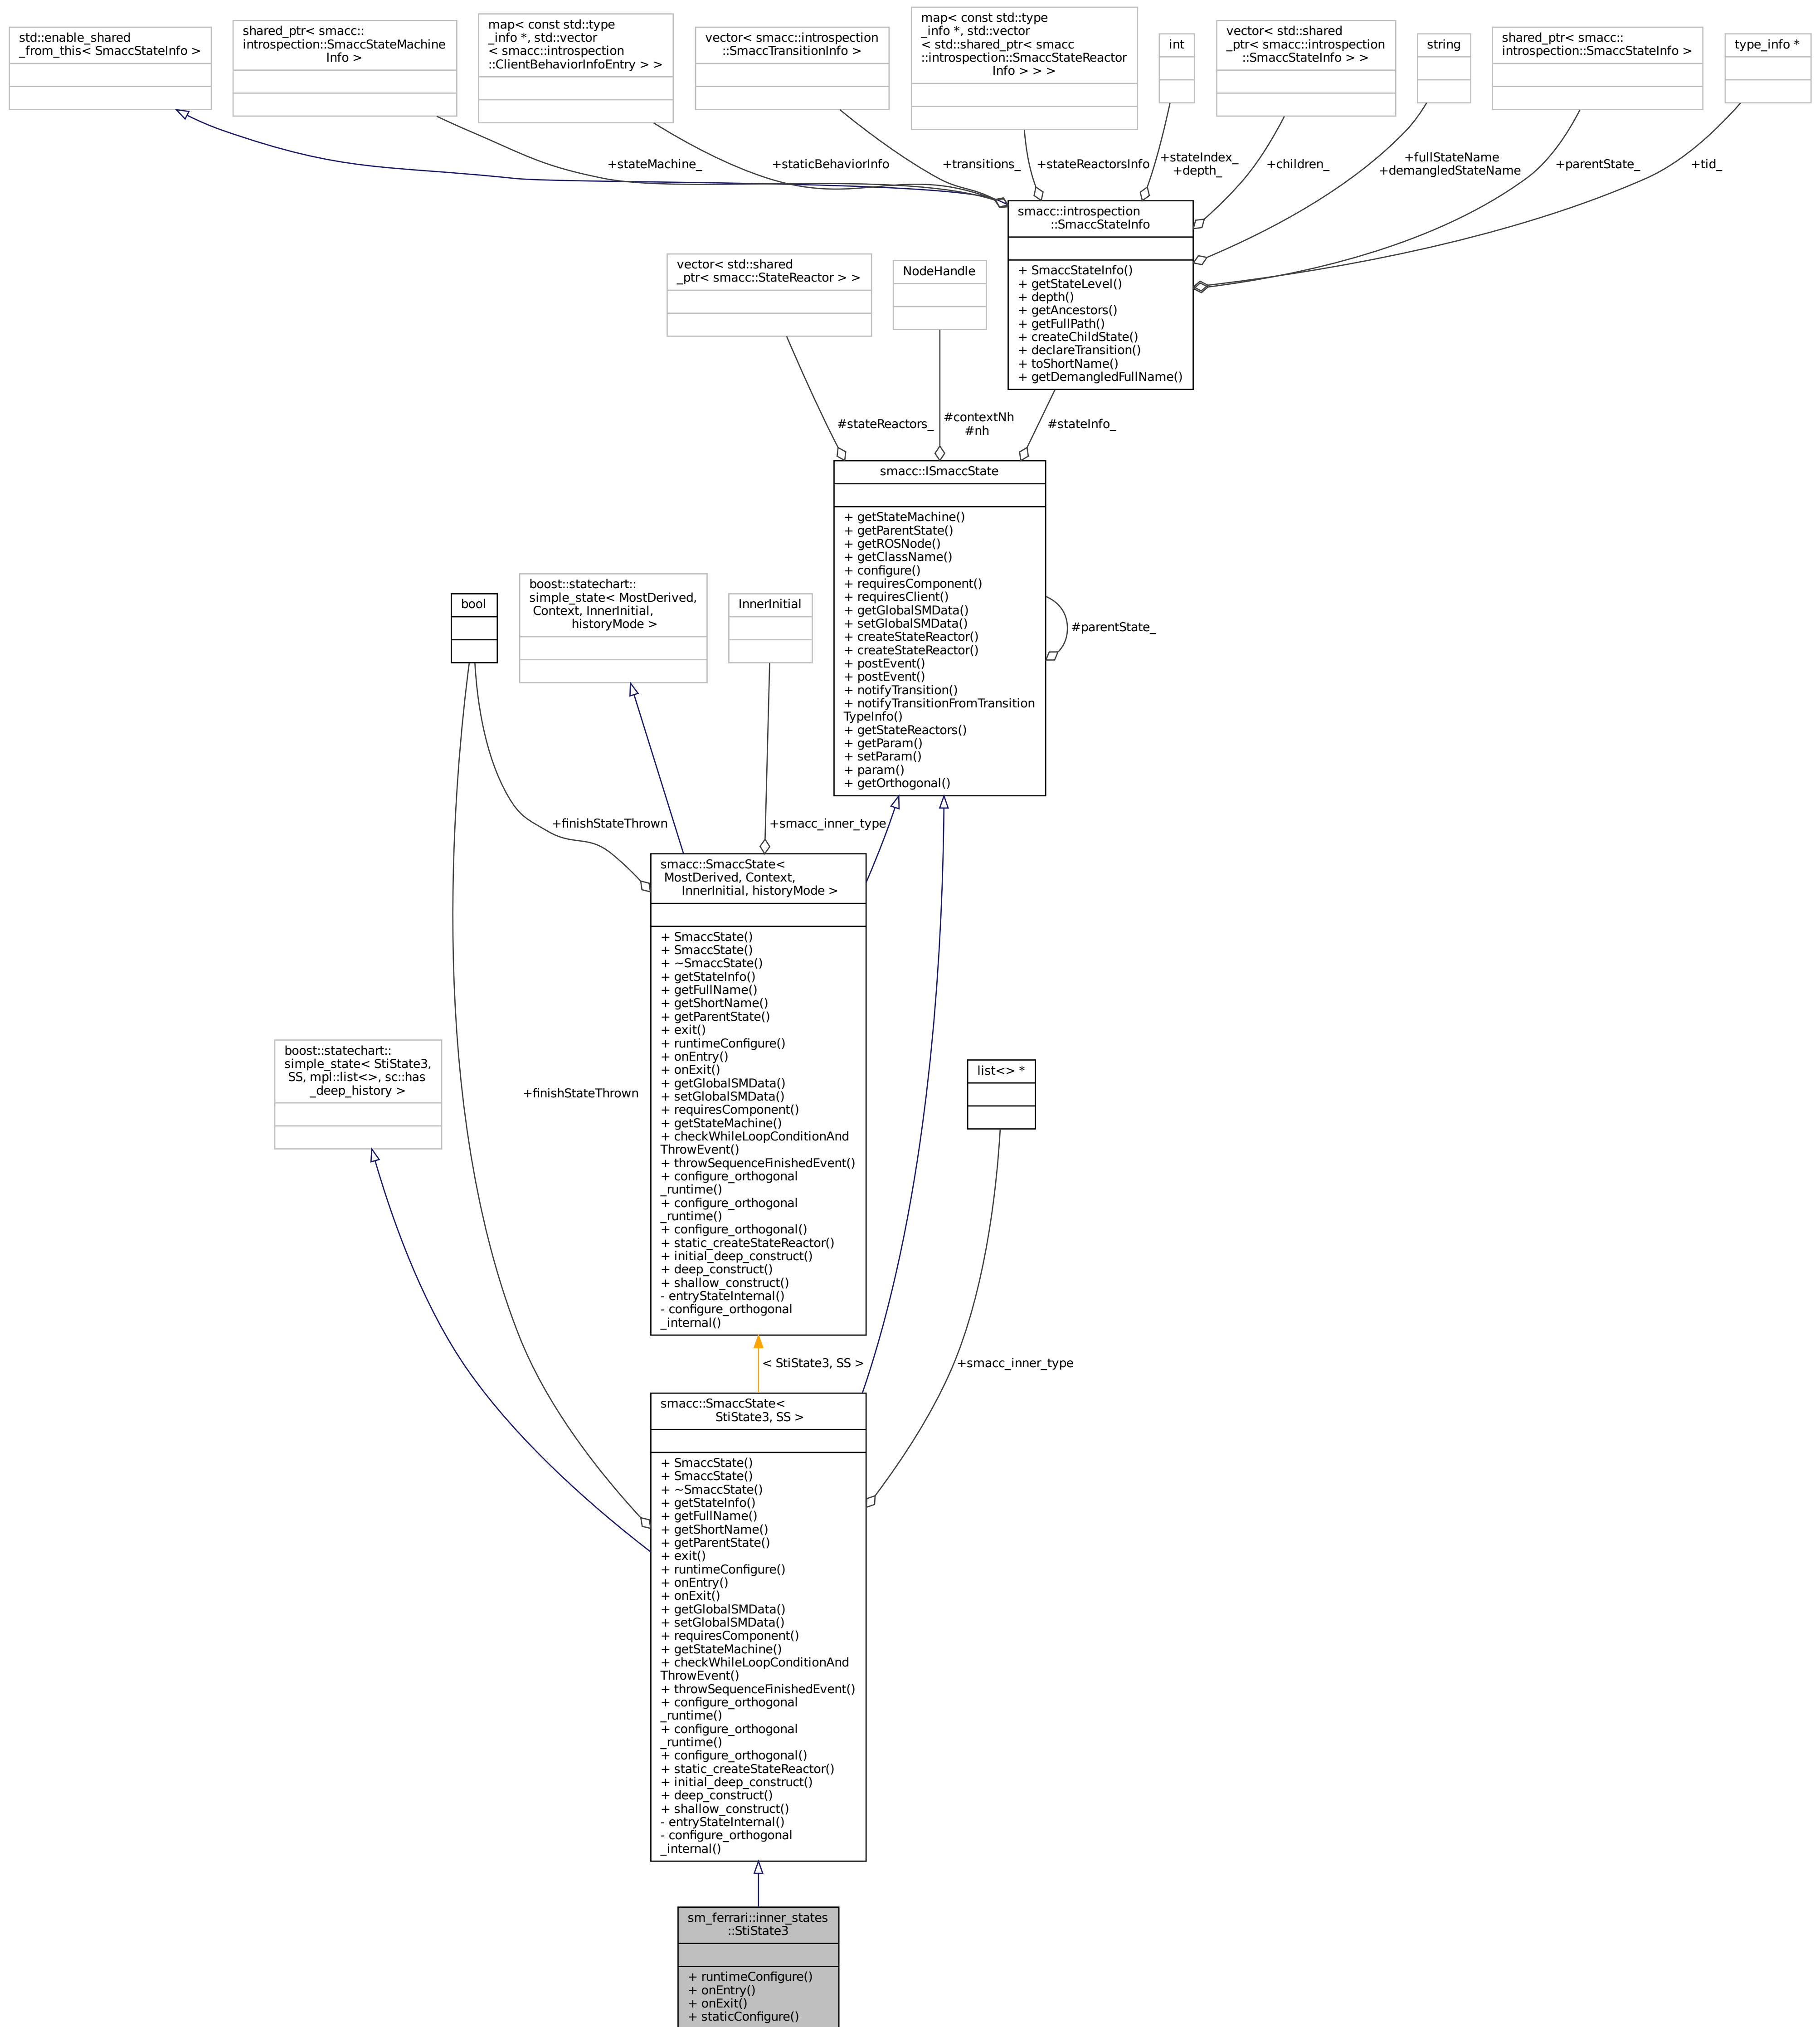 std::enable_shared
_from_this< SmaccStateInfo >
shared_ptr< smacc::
introspection::SmaccStateMachine
Info >
map< const std::type
_info *, std::vector
< smacc::introspection
::ClientBehaviorInfoEntry > >
vector< smacc::introspection
::SmaccTransitionInfo >
map< const std::type
_info *, std::vector
< std::shared_ptr< smacc
::introspection::SmaccStateReactor
Info > > >
int
vector< std::shared
_ptr< smacc::introspection
::SmaccStateInfo > >
string
shared_ptr< smacc::
introspection::SmaccStateInfo >
type_info *
+stateMachine_
+staticBehaviorInfo
+transitions_
+stateReactorsInfo
+stateIndex_
+depth_
+children_
+fullStateName
+demangledStateName
+parentState_
+tid_
smacc::introspection
::SmaccStateInfo
+ SmaccStateInfo()
+ getStateLevel()
+ depth()
+ getAncestors()
+ getFullPath()
+ createChildState()
+ declareTransition()
+ toShortName()
+ getDemangledFullName()
vector< std::shared
_ptr< smacc::StateReactor > >
NodeHandle
#stateReactors_
#contextNh
#nh
#stateInfo_
smacc::ISmaccState
+ getStateMachine()
+ getParentState()
+ getROSNode()
+ getClassName()
+ configure()
+ requiresComponent()
+ requiresClient()
+ getGlobalSMData()
+ setGlobalSMData()
+ createStateReactor()
+ createStateReactor()
+ postEvent()
+ postEvent()
+ notifyTransition()
+ notifyTransitionFromTransition
TypeInfo()
+ getStateReactors()
+ getParam()
+ setParam()
+ param()
+ getOrthogonal()
#parentState_
bool
boost::statechart::
simple_state< MostDerived,
Context, InnerInitial,
historyMode >
InnerInitial
+finishStateThrown
+smacc_inner_type
smacc::SmaccState<
MostDerived, Context,
InnerInitial, historyMode >
+ SmaccState()
+ SmaccState()
+ ~SmaccState()
+ getStateInfo()
+ getFullName()
+ getShortName()
+ getParentState()
+ exit()
+ runtimeConfigure()
+ onEntry()
+ onExit()
+ getGlobalSMData()
+ setGlobalSMData()
+ requiresComponent()
+ getStateMachine()
+ checkWhileLoopConditionAnd
ThrowEvent()
+ throwSequenceFinishedEvent()
+ configure_orthogonal
_runtime()
+ configure_orthogonal
_runtime()
+ configure_orthogonal()
+ static_createStateReactor()
+ initial_deep_construct()
+ deep_construct()
+ shallow_construct()
- entryStateInternal()
- configure_orthogonal
_internal()
boost::statechart::
simple_state< StiState3,
SS, mpl::list<>, sc::has
_deep_history >
+finishStateThrown
list<> *
< StiState3, SS >
+smacc_inner_type
smacc::SmaccState<
StiState3, SS >
+ SmaccState()
+ SmaccState()
+ ~SmaccState()
+ getStateInfo()
+ getFullName()
+ getShortName()
+ getParentState()
+ exit()
+ runtimeConfigure()
+ onEntry()
+ onExit()
+ getGlobalSMData()
+ setGlobalSMData()
+ requiresComponent()
+ getStateMachine()
+ checkWhileLoopConditionAnd
ThrowEvent()
+ throwSequenceFinishedEvent()
+ configure_orthogonal
_runtime()
+ configure_orthogonal
_runtime()
+ configure_orthogonal()
+ static_createStateReactor()
+ initial_deep_construct()
+ deep_construct()
+ shallow_construct()
- entryStateInternal()
- configure_orthogonal
_internal()
sm_ferrari::inner_states
::StiState3
+ runtimeConfigure()
+ onEntry()
+ onExit()
+ staticConfigure()